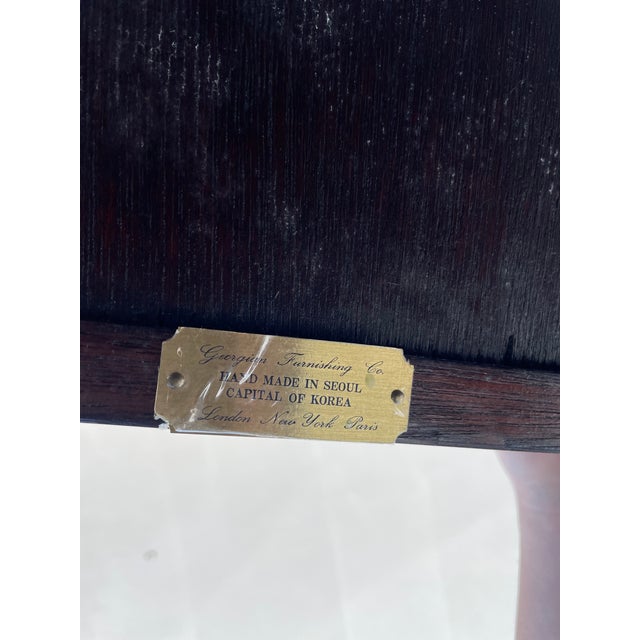 Georgian Furnishing Co.
HAND MADE IN SEOUL
CAPITAL OF KOREA
London New York Paris